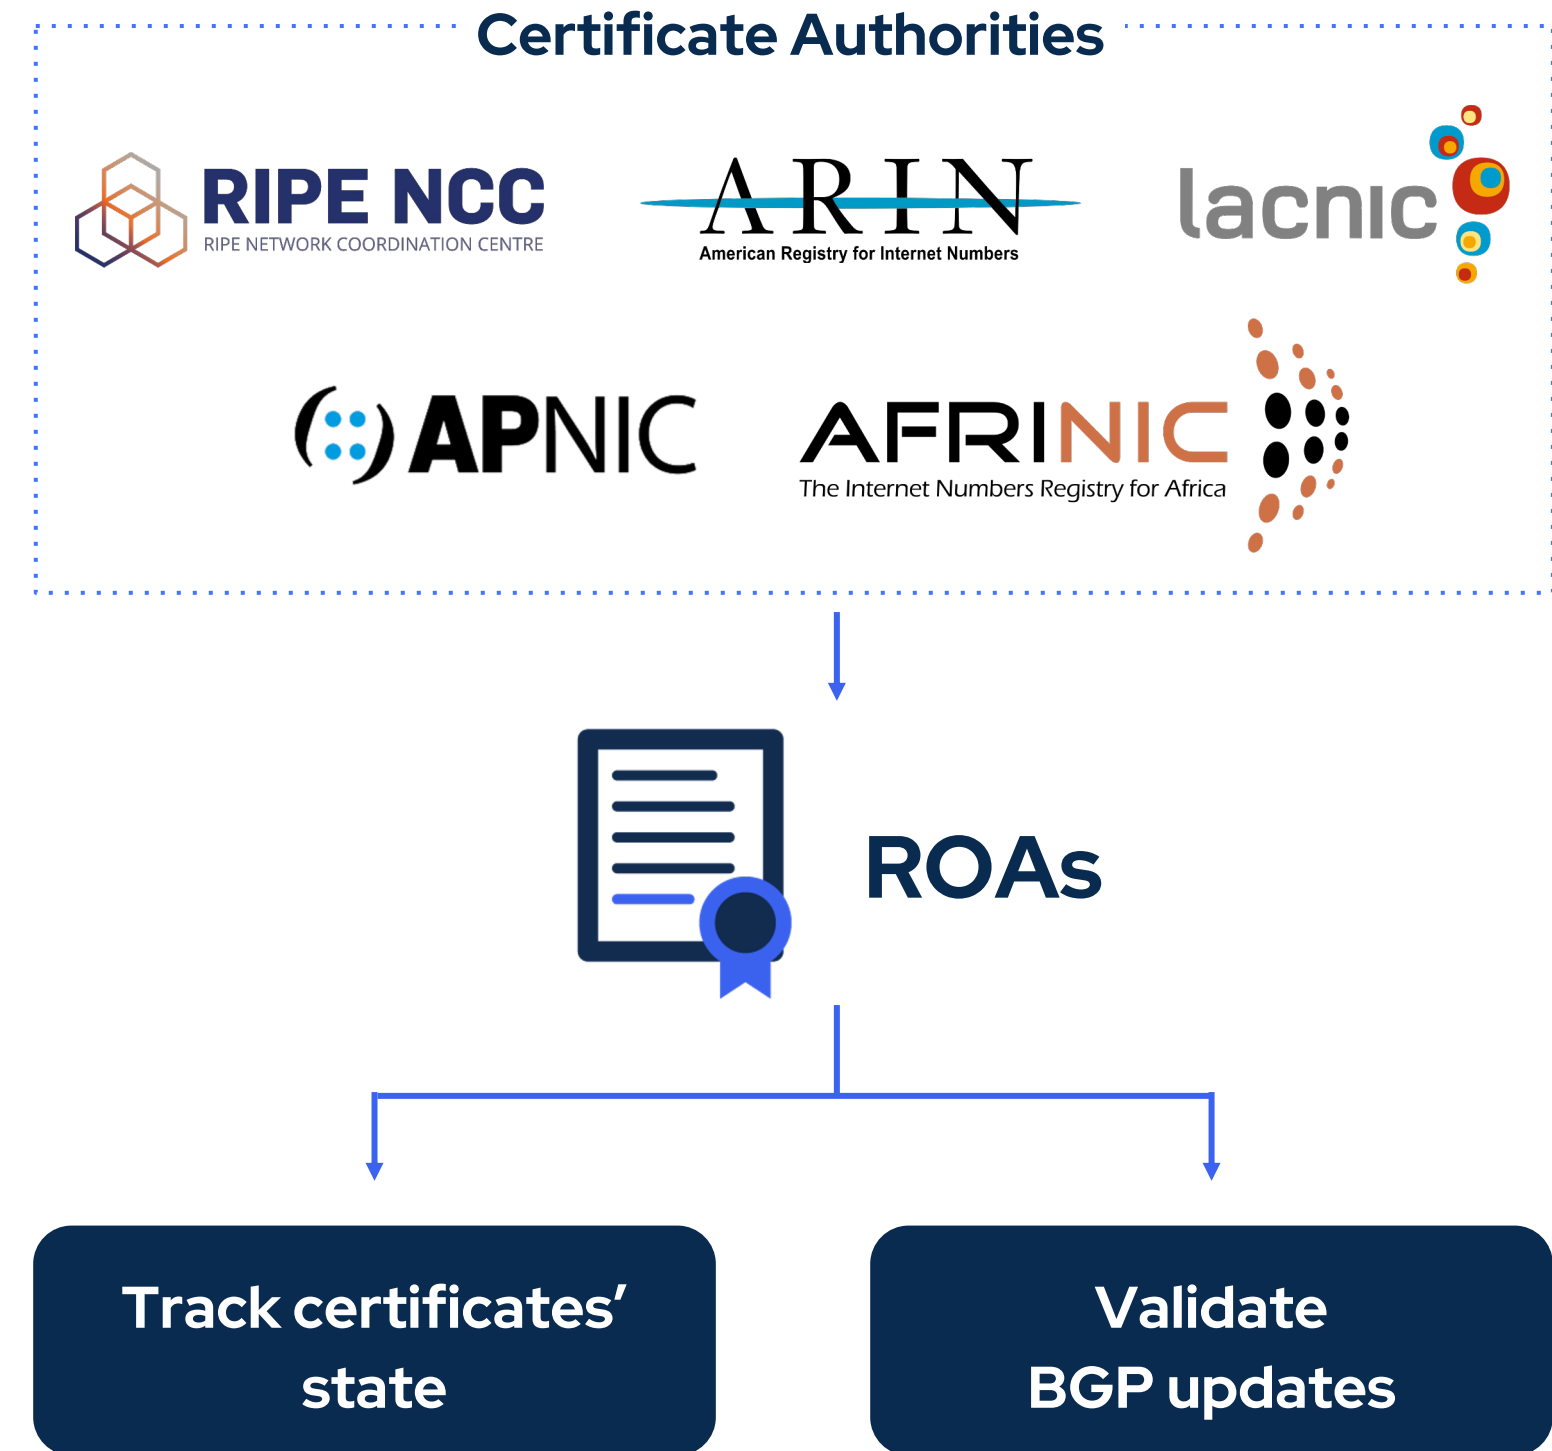 Certificate Authorities
RIPE NCC
RIPE NETWORK COORDINATION CENTRE
ARIN
American Registry for Internet Numbers
lacnic
APNIC
AFRINIC
The Internet Numbers Registry for Africa
ROAs
Track certificates’
state
Validate
BGP updates